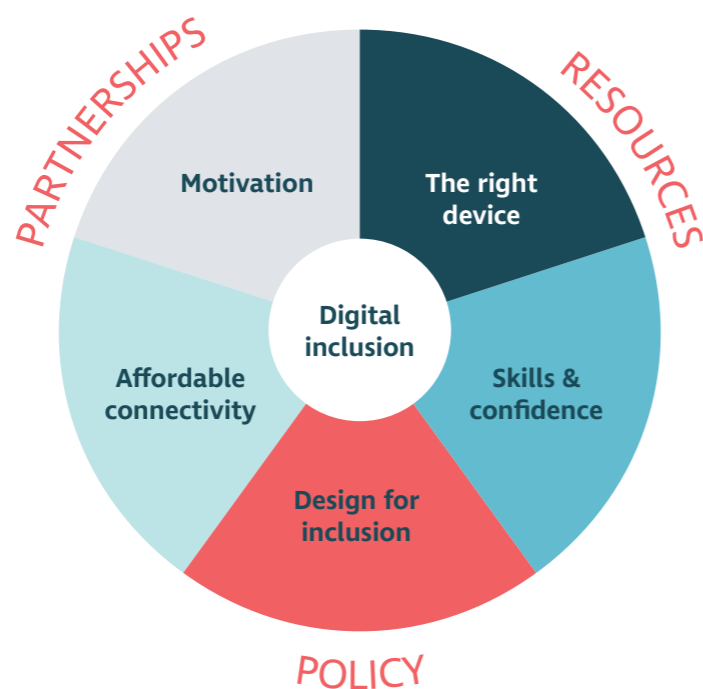 PARTNERSHIPS
RESOURCES
Motivation
The right
device
Digital
inclusion
Affordable
connectivity
Skills &
confidence
Design for
inclusion
POLICY